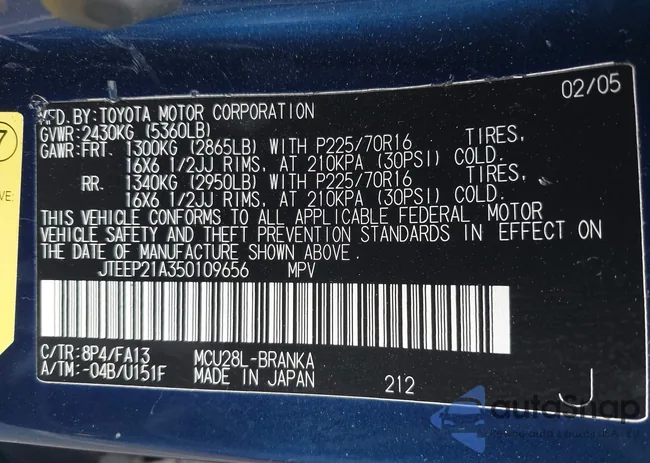 02/05
MFD. BY: TOYOTA MOTOR CORPORATION
GVWR: 2430KG (5360LB)
GAWR: FRT. 1300KG (2865LB) WITH P225/70R16 TIRES,
16X6 1/2JJ RIMS, AT 210KPA (30PSI) COLD.
RR. 1340KG (2950LB) WITH P225/70R16 TIRES,
16X6 1/2JJ RIMS, AT 210KPA (30PSI) COLD.
THIS VEHICLE CONFORMS TO ALL APPLICABLE FEDERAL MOTOR
VEHICLE SAFETY AND THEFT PREVENTION STANDARDS IN EFFECT ON
THE DATE OF MANUFACTURE SHOWN ABOVE.
JTEEP21A350109656 MPV
C/TR: 8P4/FA13 MCU28L-BRANKA
A/TM: -04B/U151F MADE IN JAPAN 212 J
7
VE:
autoSnap